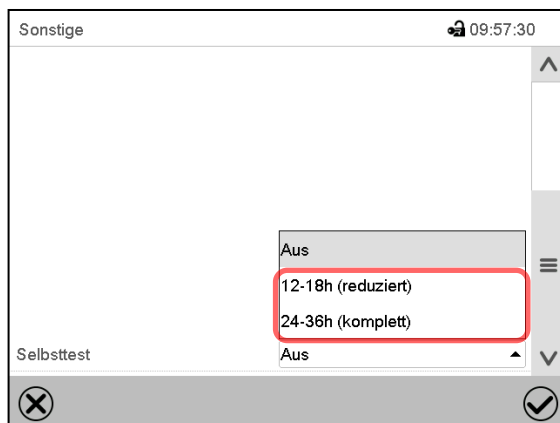 Sonstige 09:57:30
Aus
12-18h (reduziert)
24-36h (komplett)
Selbsttest Aus